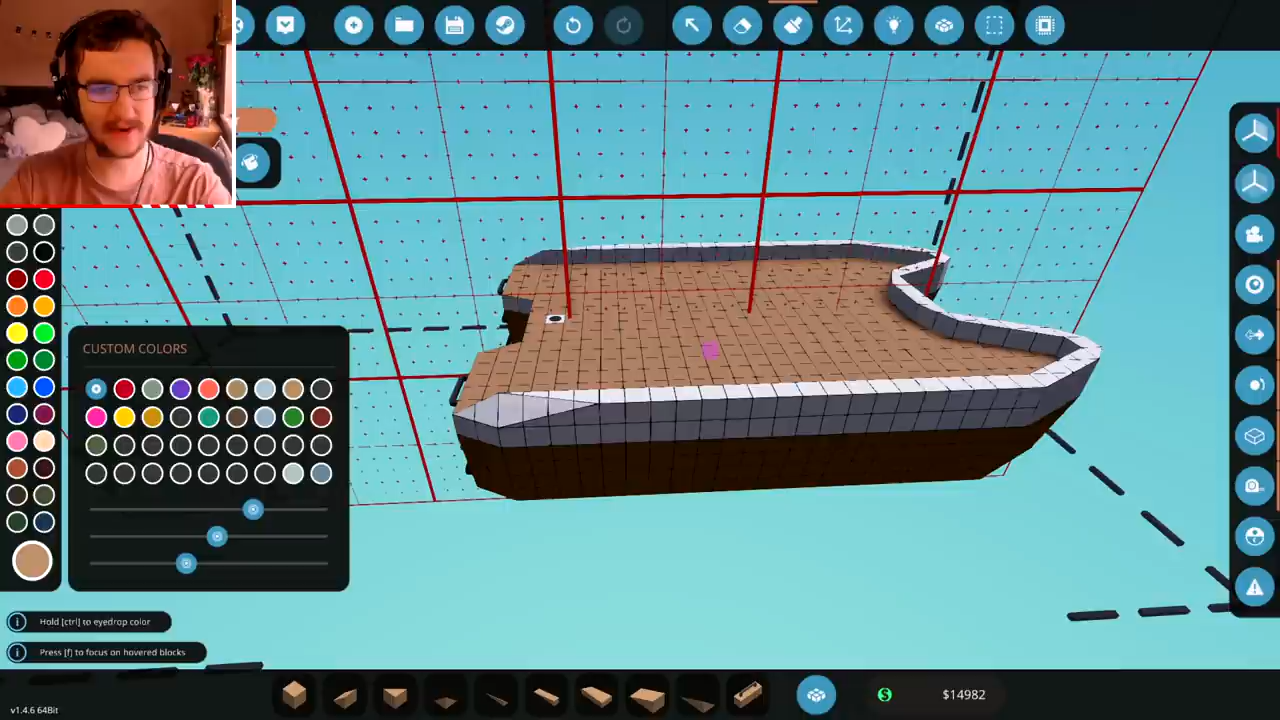 CUSTOM COLORS
Hold [ctrl] to eyedrop color
Press [f] to focus on hovered blocks
$ $14982
v1.4.6 64Bit